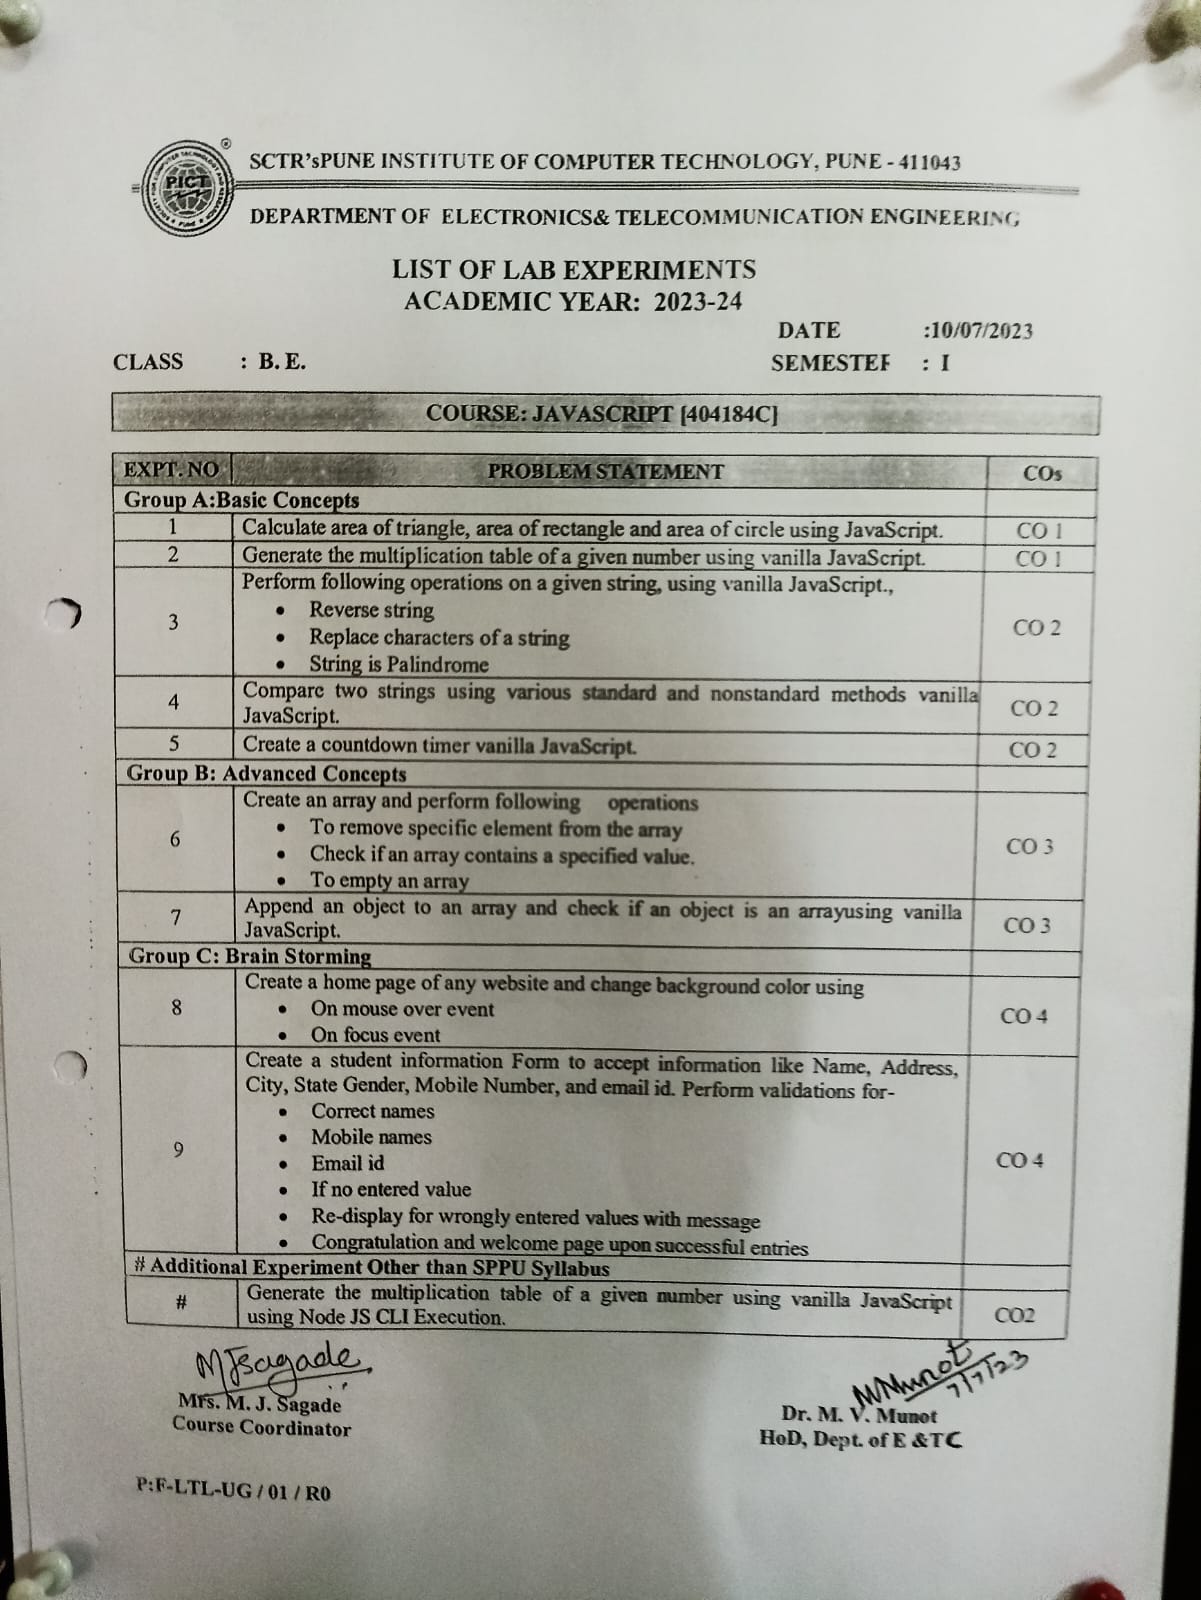 PICT
SCTR'sPUNE INSTITUTE OF COMPUTER TECHNOLOGY, PUNE - 411043
DEPARTMENT OF ELECTRONICS& TELECOMMUNICATION ENGINEERING
LIST OF LAB EXPERIMENTS
ACADEMIC YEAR: 2023-24
DATE :10/07/2023
CLASS : B. E. SEMESTER : I
COURSE: JAVASCRIPT [404184C]
EXPT. NO PROBLEM STATEMENT COs
Group A:Basic Concepts
1 Calculate area of triangle, area of rectangle and area of circle using JavaScript. CO 1
2 Generate the multiplication table of a given number using vanilla JavaScript. CO 1
Perform following operations on a given string, using vanilla JavaScript.,
• Reverse string
3 CO 2
• Replace characters of a string
• String is Palindrome
Compare two strings using various standard and nonstandard methods vanilla
4 CO 2
JavaScript.
5 Create a countdown timer vanilla JavaScript. CO 2
Group B: Advanced Concepts
Create an array and perform following operations
• To remove specific element from the array
6 CO 3
• Check if an array contains a specified value.
• To empty an array
Append an object to an array and check if an object is an arrayusing vanilla
7 CO 3
JavaScript.
Group C: Brain Storming
Create a home page of any website and change background color using
8 • On mouse over event CO 4
• On focus event
Create a student information Form to accept information like Name, Address,
City, State Gender, Mobile Number, and email id. Perform validations for-
• Correct names
• Mobile names
9 CO 4
• Email id
• If no entered value
• Re-display for wrongly entered values with message
• Congratulation and welcome page upon successful entries
# Additional Experiment Other than SPPU Syllabus
# Generate the multiplication table of a given number using vanilla JavaScript CO2
using Node JS CLI Execution.
MJSagade
MMunot
7/7/23
Mrs. M. J. Sagade
Course Coordinator
Dr. M. V. Munot
HoD, Dept. of E &TC
P:F-LTL-UG / 01 / R0